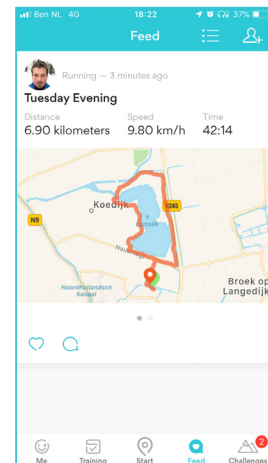 Ben NL 4G 18:22 37%
Feed
Running — 3 minutes ago
Tuesday Evening
Distance Speed Time
6.90 kilometers 9.80 km/h 42:14
Koedijk
N245
't
N9
Noordhollandsch
Kanaal
Broek op
Langedijk
2
Me Training Start Feed Challenges